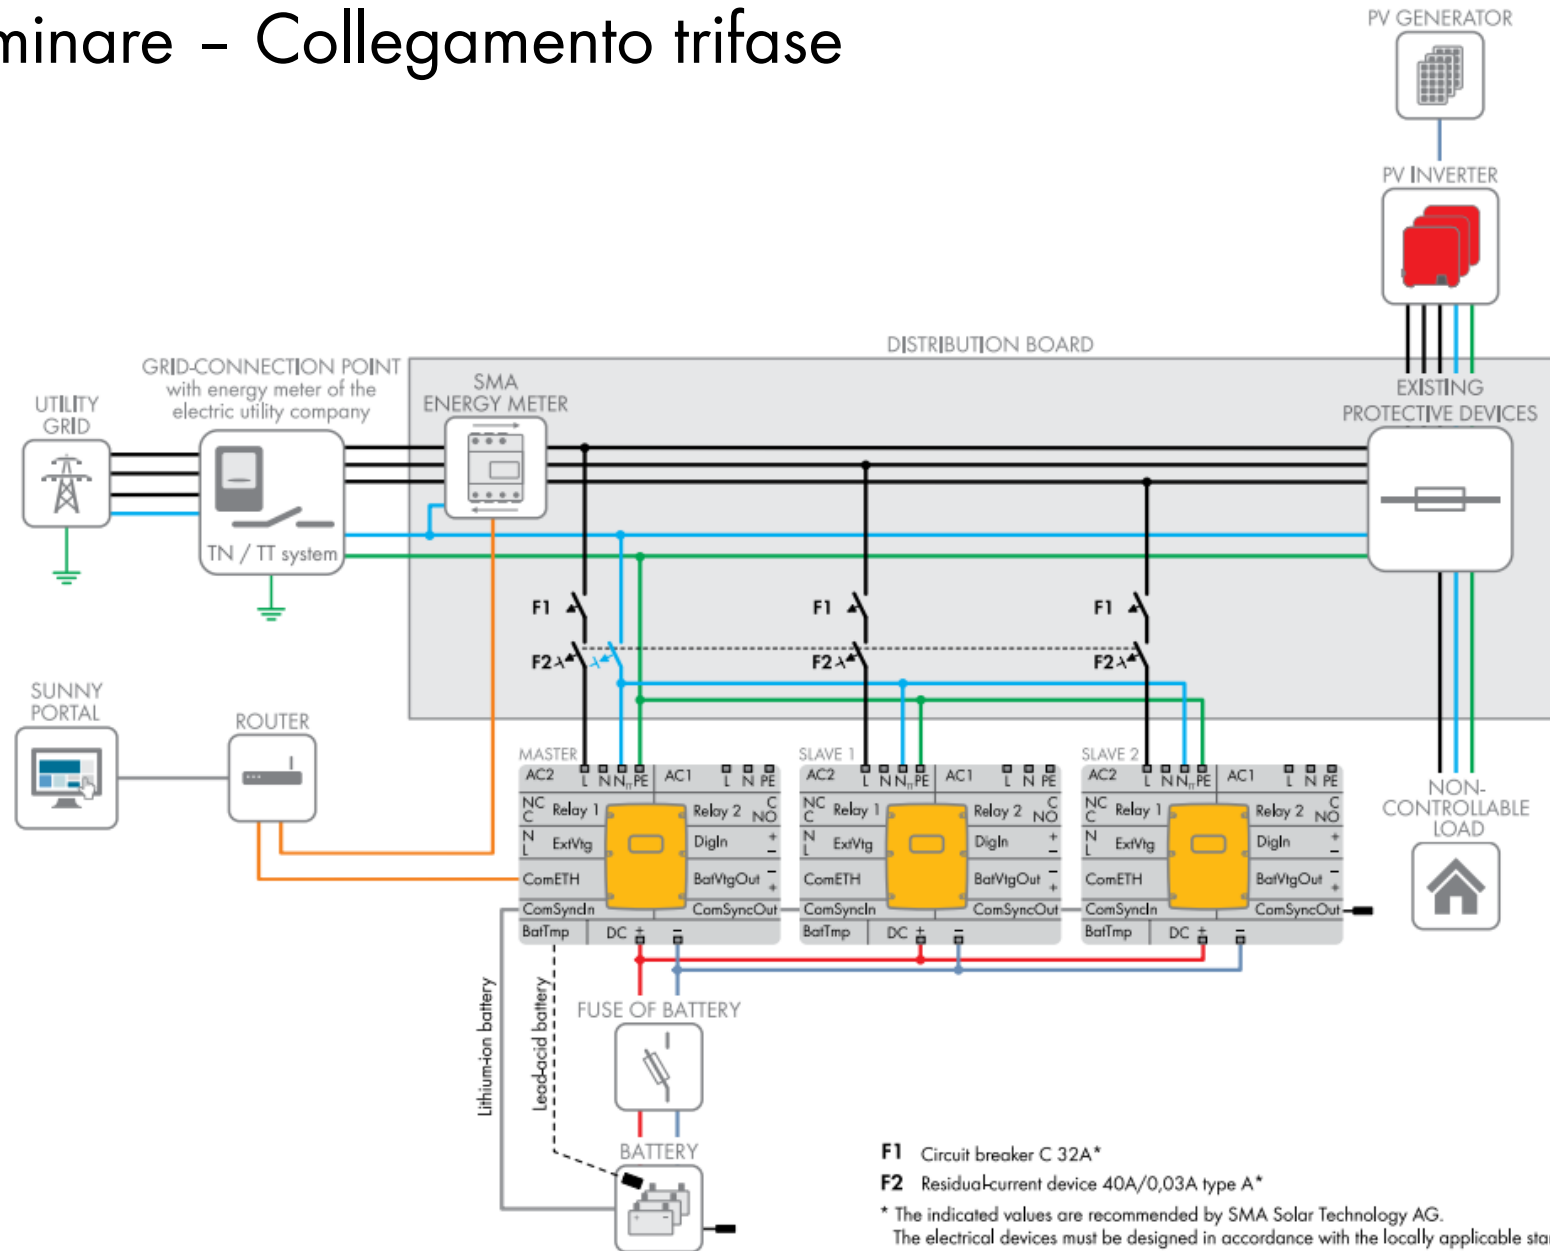 minare – Collegamento trifase
PV GENERATOR
PV INVERTER
DISTRIBUTION BOARD
GRID-CONNECTION POINT
with energy meter of the
electric utility company
UTILITY
GRID
SMA
ENERGY METER
EXISTING
PROTECTIVE DEVICES
TN / TT system
F1
F1
F1
F2
F2
F2
SUNNY
PORTAL
ROUTER
MASTER
AC2 L N NTT PE AC1 L N PE
NC C Relay 1 Relay 2 C NO
N L ExtVtg DigIn + –
ComETH BatVtgOut – +
ComSyncIn ComSyncOut
BatTmp DC + –
SLAVE 1
AC2 L N NTT PE AC1 L N PE
NC C Relay 1 Relay 2 C NO
N L ExtVtg DigIn + –
ComETH BatVtgOut – +
ComSyncIn ComSyncOut
BatTmp DC + –
SLAVE 2
AC2 L N NTT PE AC1 L N PE
NC C Relay 1 Relay 2 C NO
N L ExtVtg DigIn + –
ComETH BatVtgOut – +
ComSyncIn ComSyncOut
BatTmp DC + –
NON-
CONTROLLABLE
LOAD
Lithium-ion battery
Lead-acid battery
FUSE OF BATTERY
BATTERY
F1 Circuit breaker C 32A*
F2 Residual-current device 40A/0,03A type A*
* The indicated values are recommended by SMA Solar Technology AG.
The electrical devices must be designed in accordance with the locally applicable sta